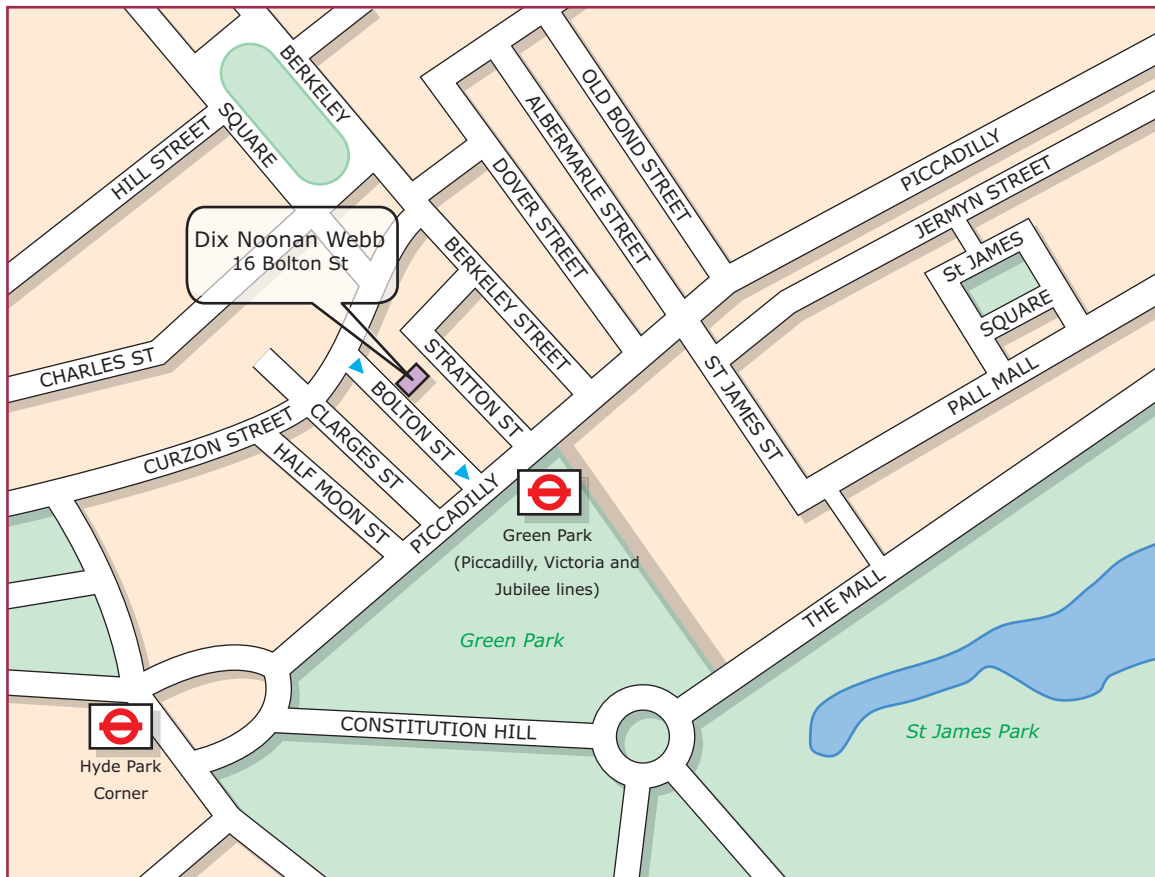 BERKELEY
SQUARE
HILL STREET
OLD BOND STREET
ALBERMARLE STREET
DOVER STREET
PICCADILLY
JERMYN STREET
Dix Noonan Webb
16 Bolton St
BERKELEY STREET
St JAMES
SQUARE
CHARLES ST
STRATTON ST
BOLTON ST
ST JAMES ST
PALL MALL
CURZON STREET
CLARGES ST
HALF MOON ST
PICCADILLY
Green Park
(Piccadilly, Victoria and
Jubilee lines)
THE MALL
Green Park
CONSTITUTION HILL
St James Park
Hyde Park
Corner